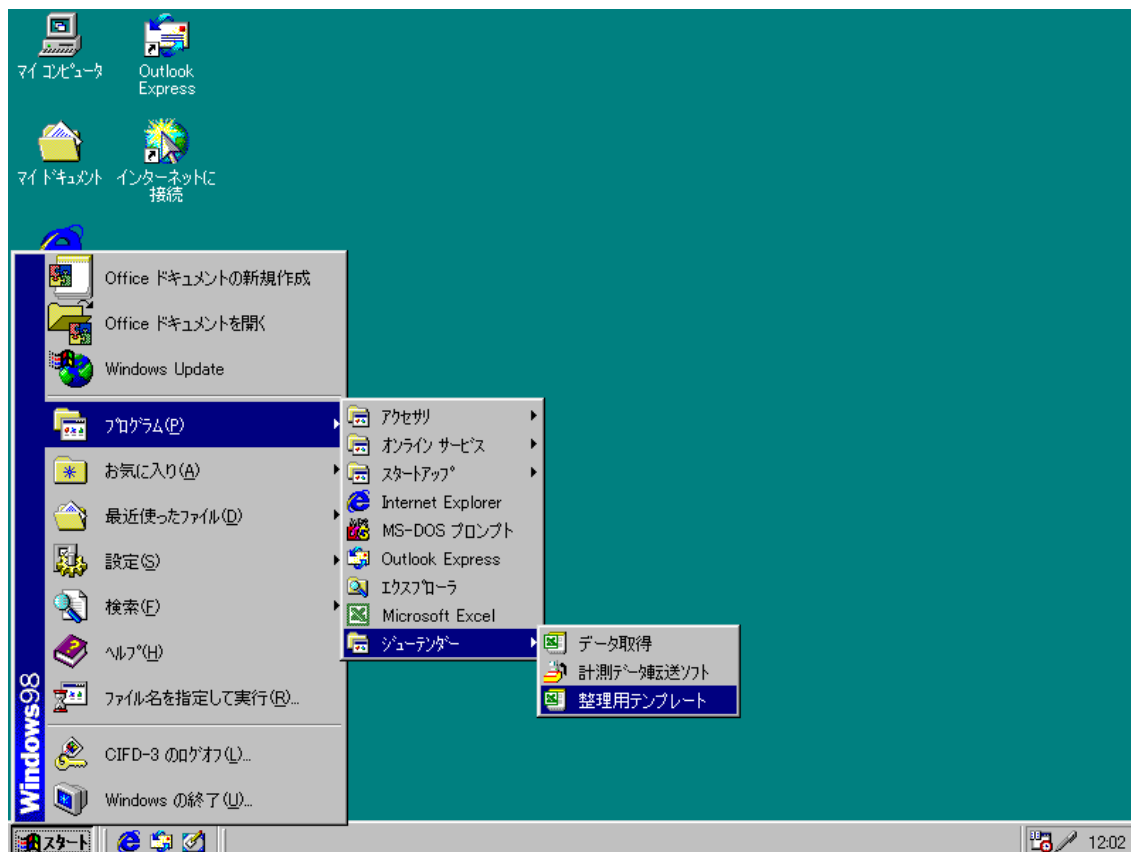 マイ コンピュータ
Outlook
Express
マイ ドキュメント
インターネットに
接続
Office ドキュメントの新規作成
Office ドキュメントを開く
Windows Update
プログラム(P)
お気に入り(A)
最近使ったファイル(D)
設定(S)
検索(F)
ヘルプ(H)
ファイル名を指定して実行(R)...
CIFD-3 のログオフ(L)...
Windows の終了(U)...
Windows98
アクセサリ
オンライン サービス
スタートアップ
Internet Explorer
MS-DOS プロンプト
Outlook Express
エクスプローラ
Microsoft Excel
ジューテンダー
データ取得
計測データ転送ソフト
整理用テンプレート
スタート
12:02